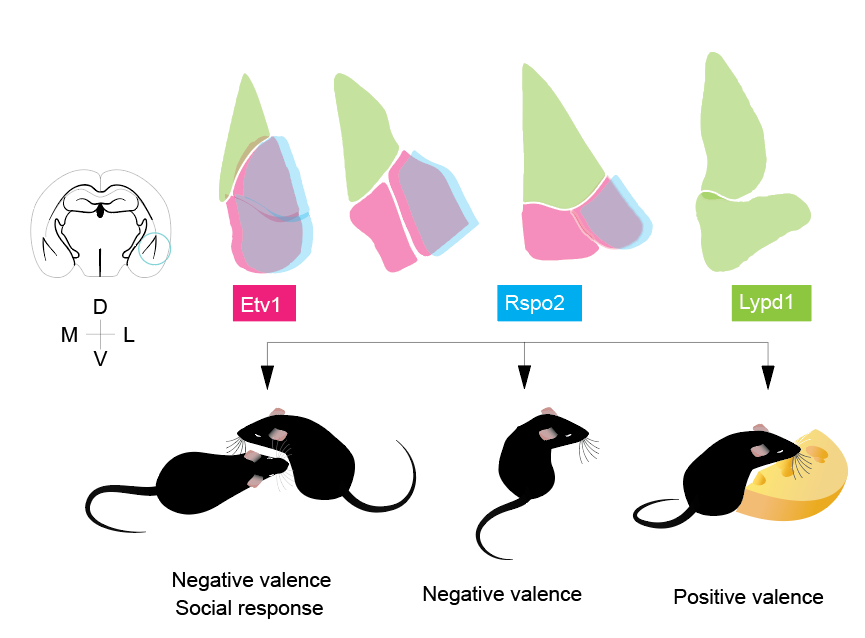 Etv1
Rspo2
Lypd1
D
M L
V
Negative valence
Social response
Negative valence
Positive valence